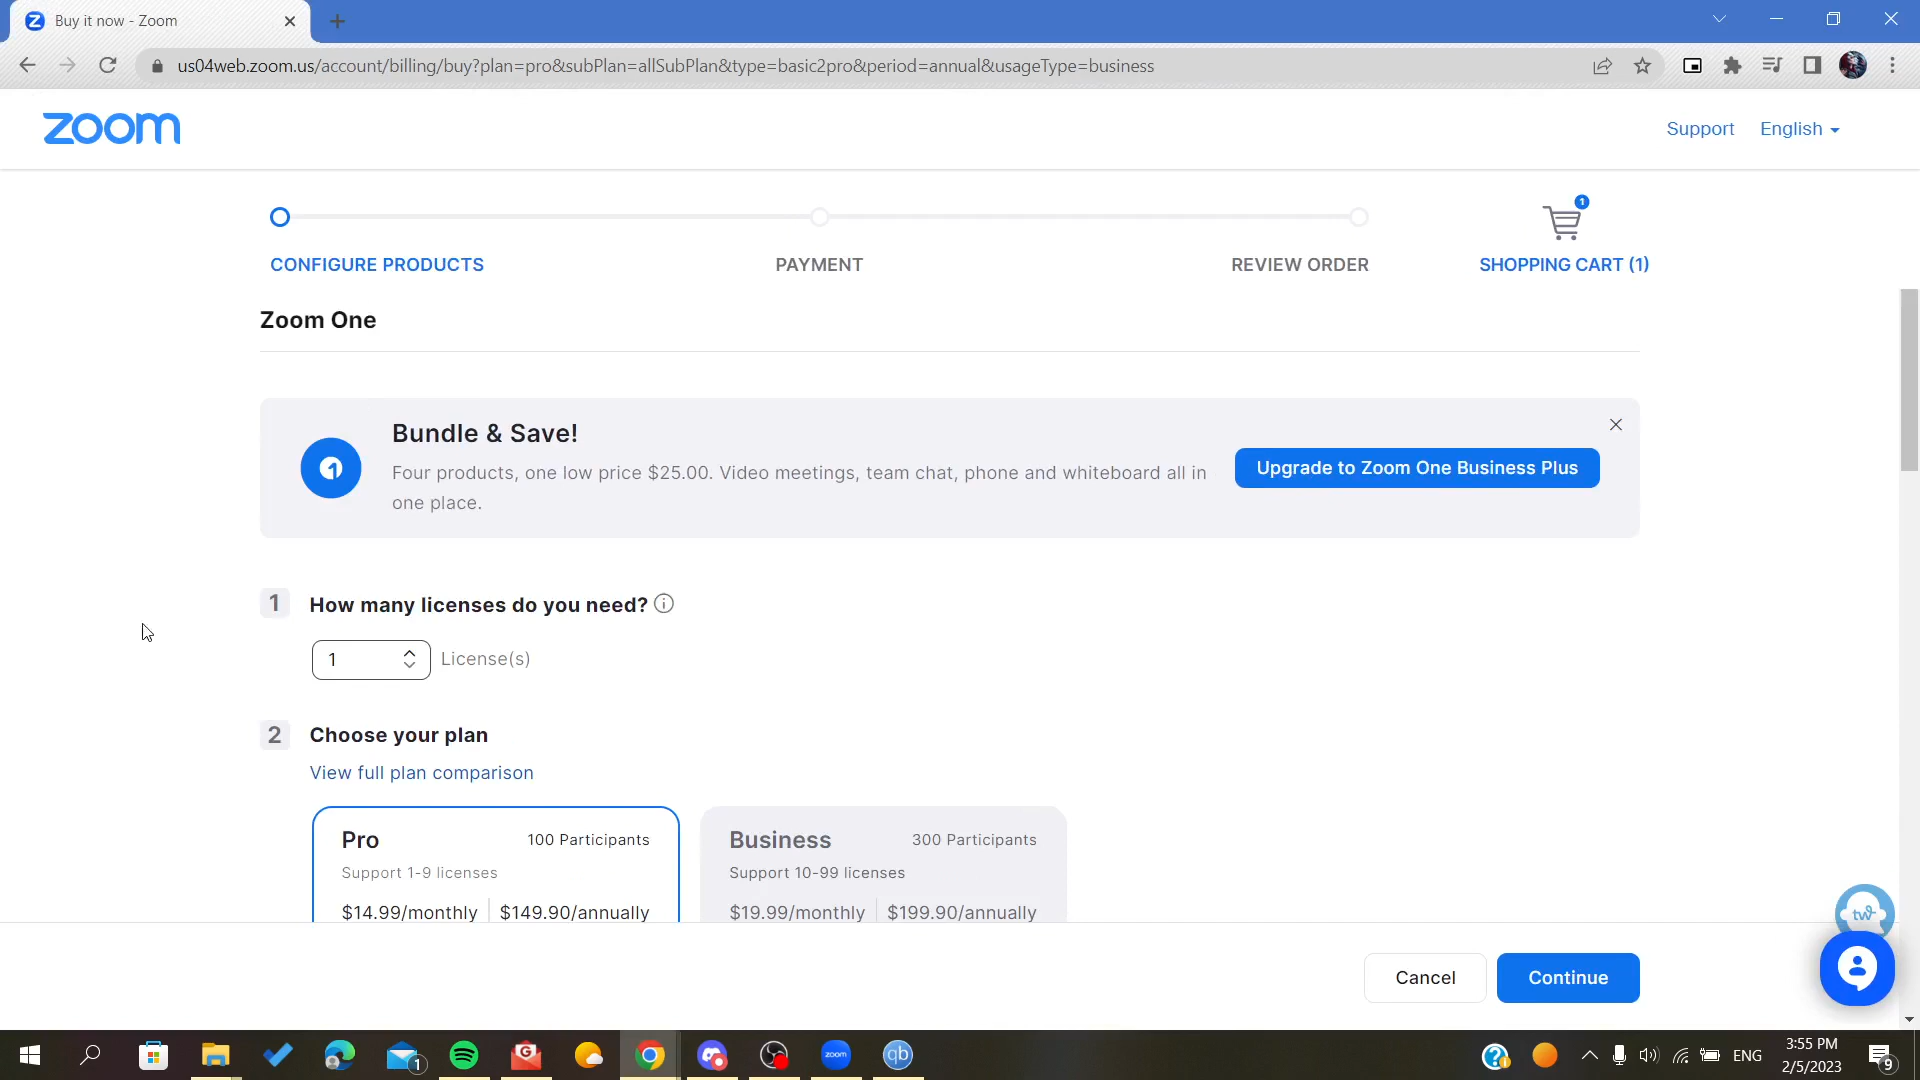 Buy it now - Zoom
us04web.zoom.us/account/billing/buy?plan=pro&subPlan=allSubPlan&type=basic2pro&period=annual&usageType=business
zoom
Support
English
1
CONFIGURE PRODUCTS
PAYMENT
REVIEW ORDER
SHOPPING CART (1)
Zoom One
Bundle & Save!
Four products, one low price $25.00. Video meetings, team chat, phone and whiteboard all in
one place.
Upgrade to Zoom One Business Plus
1
How many licenses do you need?
1
License(s)
2
Choose your plan
View full plan comparison
Pro
100 Participants
Support 1-9 licenses
$14.99/monthly
$149.90/annually
Business
300 Participants
Support 10-99 licenses
$19.99/monthly
$199.90/annually
Cancel
Continue
1
zoom
qb
ENG
3:55 PM
2/5/2023
9